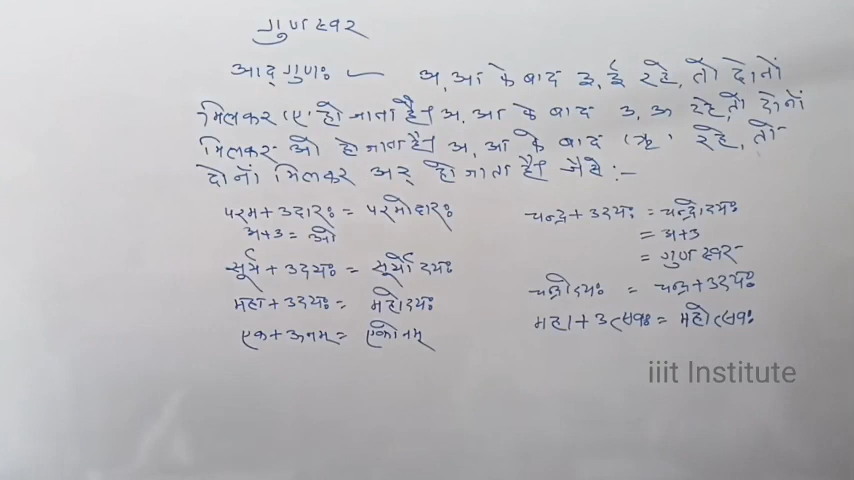 गुण स्वर
आद् गुणः — अ, आ के बाद इ, ई रहे, तो दोनों
मिलकर 'ए' हो जाता है। अ, आ के बाद उ, ऊ रहे, तो दोनों
मिलकर ओ हो जाता है। अ, आ के बाद 'ऋ' रहे, तो
दोनों मिलकर अर् हो जाता है। जैसे :-
परम + उदारः = परमोदारः
अ+उ = ओ
सूर्य + उदयः = सूर्योदयः
महा + उदयः = महोदयः
एक + ऊनम् = एकोनम्
चन्द्र + उदयः = चन्द्रोदयः
= अ+उ
= गुण स्वर
चन्द्रोदयः = चन्द्र + उदयः
महा + उत्सवः = महोत्सवः
iiit Institute